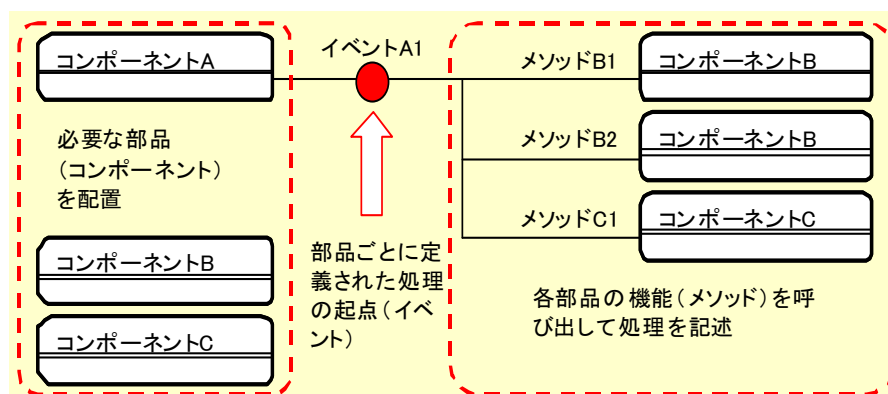 コンポーネントA
必要な部品
(コンポーネント)
を配置
コンポーネントB
コンポーネントC
イベントA1
部品ごとに定
義された処理
の起点(イベ
ント)
メソッドB1
コンポーネントB
メソッドB2
コンポーネントB
メソッドC1
コンポーネントC
各部品の機能(メソッド)を呼
び出して処理を記述